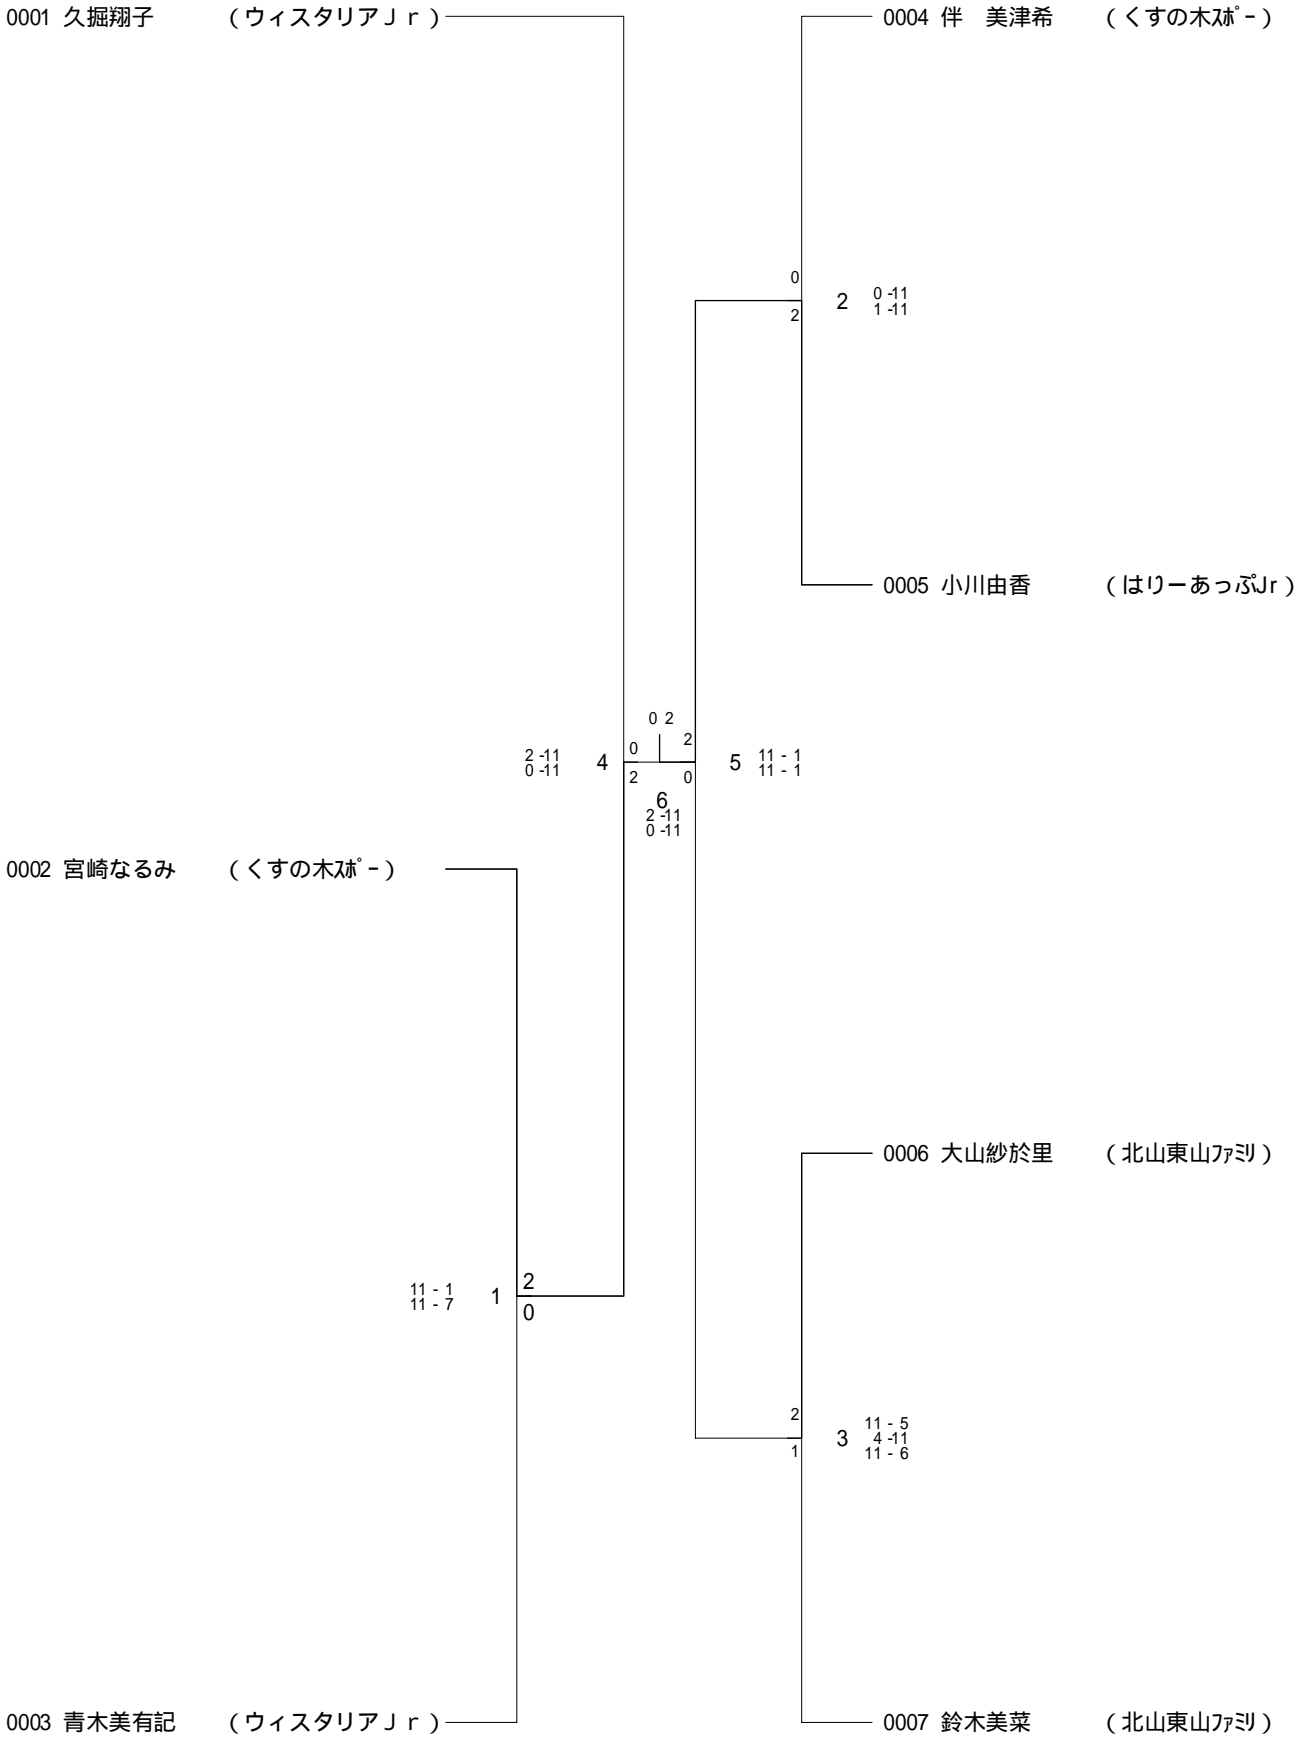 0001 久掘翔子 (ウィスタリアJr)
0004 伴 美津希 (くすの木ｽﾎﾟｰ)
0
2
2
0 -11
1 -11
0005 小川由香 (はりーあっぷJr)
0 2
2 -11
0 -11
4
0
2
2
0
5
11 - 1
11 - 1
6
2 -11
0 -11
0002 宮崎なるみ (くすの木ｽﾎﾟｰ)
0006 大山紗於里 (北山東山ﾌｧﾐﾘ)
11 - 1
11 - 7
1
2
0
2
1
3
11 - 5
4 -11
11 - 6
0003 青木美有記 (ウィスタリアJr)
0007 鈴木美菜 (北山東山ﾌｧﾐﾘ)